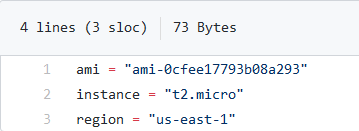 4 lines (3 sloc) 73 Bytes
1 ami = "ami-0cfee17793b08a293"
2 instance = "t2.micro"
3 region = "us-east-1"